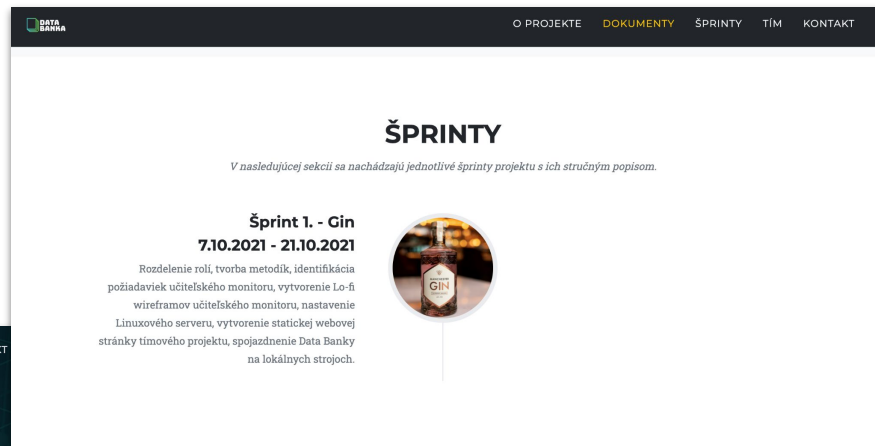 DATA
BANKA
O PROJEKTE DOKUMENTY ŠPRINTY TÍM KONTAKT
ŠPRINTY
V nasledujúcej sekcii sa nachádzajú jednotlivé šprinty projektu s ich stručným popisom.
Šprint 1. - Gin
7.10.2021 - 21.10.2021
Rozdelenie rolí, tvorba metodík, identifikácia
požiadaviek učiteľského monitoru, vytvorenie Lo-fi
wireframov učiteľského monitoru, nastavenie
Linuxového serveru, vytvorenie statickej webovej
stránky tímového projektu, spojazdnenie Data Banky
na lokálnych strojoch.
GIN
KT